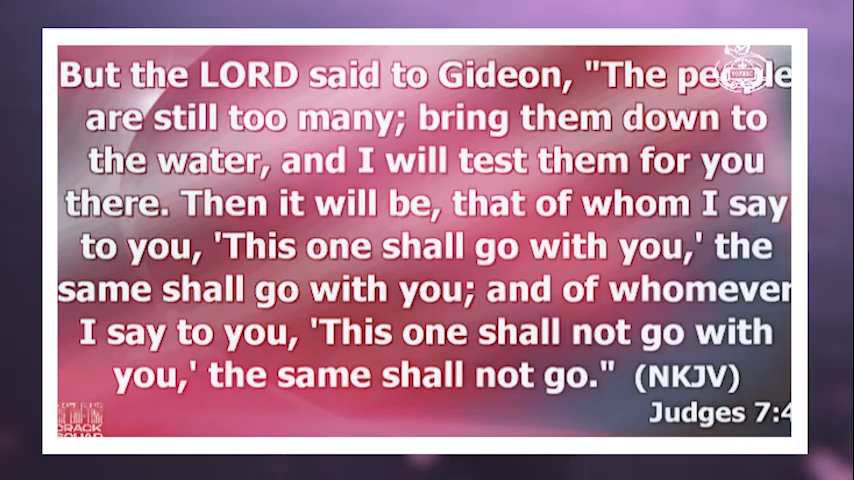 But the LORD said to Gideon, "The people
are still too many; bring them down to
the water, and I will test them for you
there. Then it will be, that of whom I say
to you, 'This one shall go with you,' the
same shall go with you; and of whomever
I say to you, 'This one shall not go with
you,' the same shall not go." (NKJV)
Judges 7:4
CRACK
SQUAD